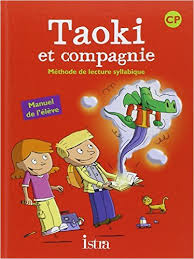 CP
Taoki
et compagnie
Méthode de lecture syllabique
Manuel
de l'élève
istra